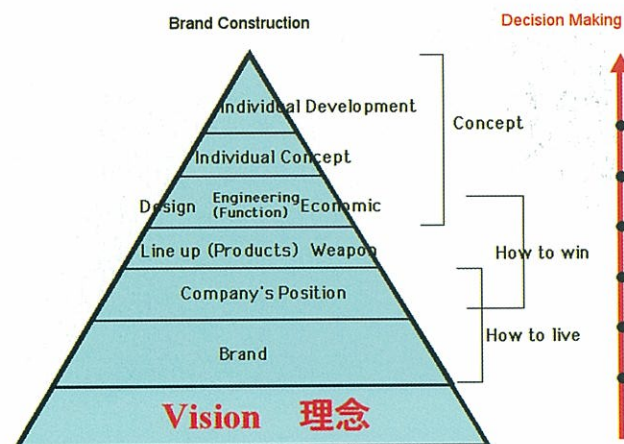 Brand Construction
Decision Making
Individual Development
Concept
Individual Concept
Design Engineering (Function) Economic
Line up (Products) Weapon
How to win
Company's Position
How to live
Brand
Vision 理念